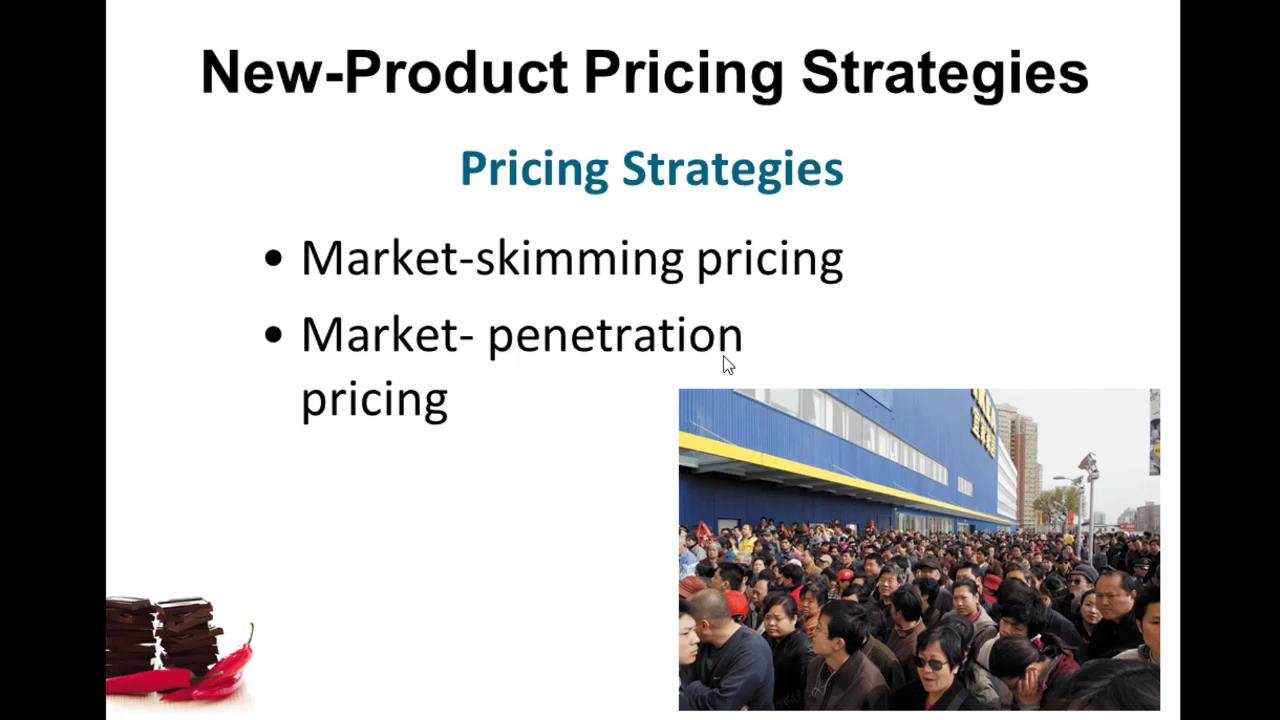 New-Product Pricing Strategies
Pricing Strategies
• Market-skimming pricing
• Market- penetration
pricing